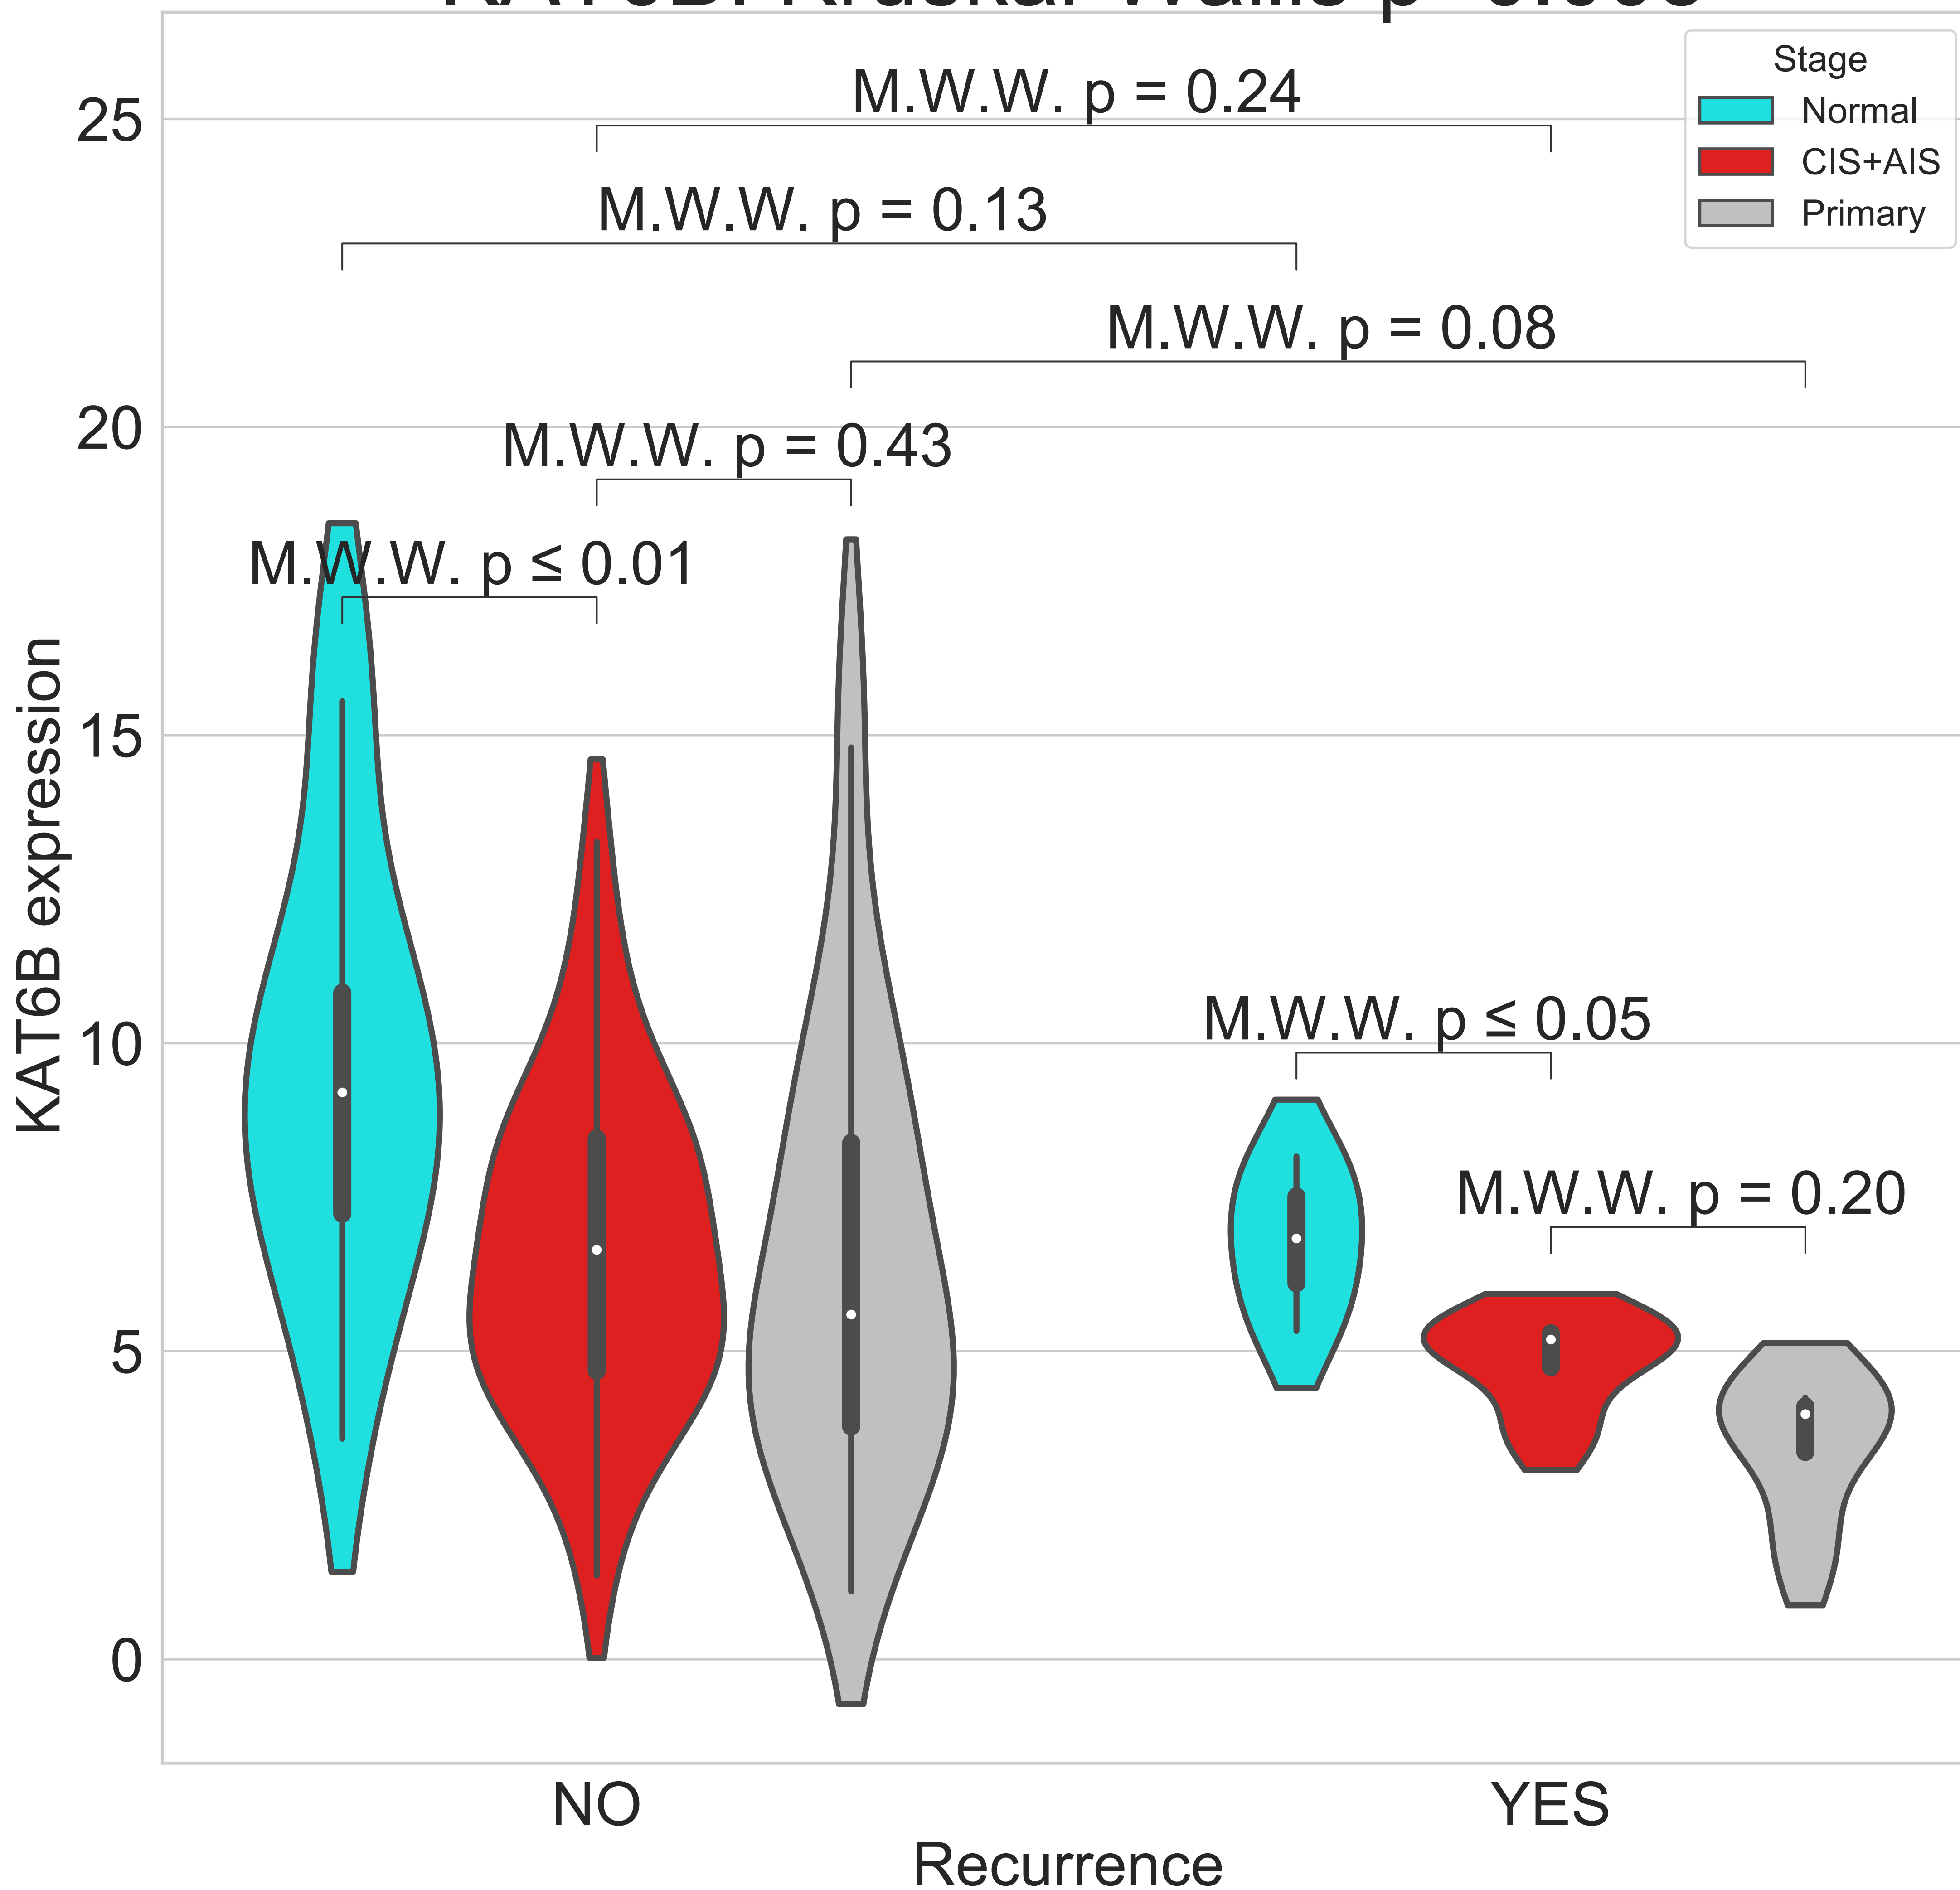 Stage
Normal
CIS+AIS
Primary
M.W.W. p = 0.24
M.W.W. p = 0.13
M.W.W. p = 0.08
M.W.W. p = 0.43
M.W.W. p ≤ 0.01
M.W.W. p ≤ 0.05
M.W.W. p = 0.20
KAT6B expression
25
20
15
10
5
0
NO
YES
Recurrence